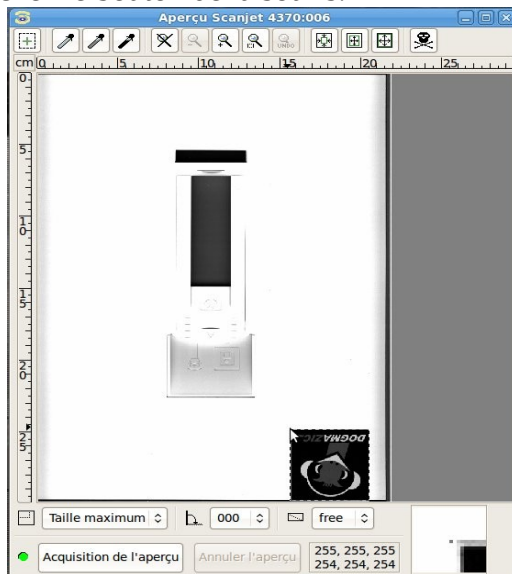 Aperçu Scanjet 4370:006
UNDO
cm
0 5 10 15 20 25
0
5
10
15
20
25
DOGMAZIC
Taille maximum 000 free
Acquisition de l'aperçu Annuler l'aperçu 255, 255, 255
254, 254, 254